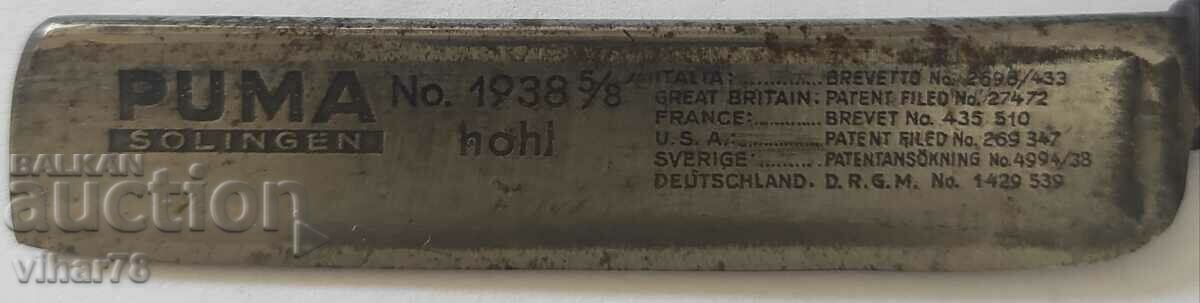 PUMA
SOLINGEN
No. 1938 5/8
hohl
ITALIA: ............ BREVETTO No. 2698/433
GREAT BRITAIN: PATENT FILED No. 27472
FRANCE: ............ BREVET No. 435 510
U. S. A.: ............ PATENT FILED No. 269 347
SVERIGE: ......... PATENTANSÖKNING No. 4994/38
DEUTSCHLAND. D. R. G. M. No. 1429 539
BALKAN
auction
vihar78